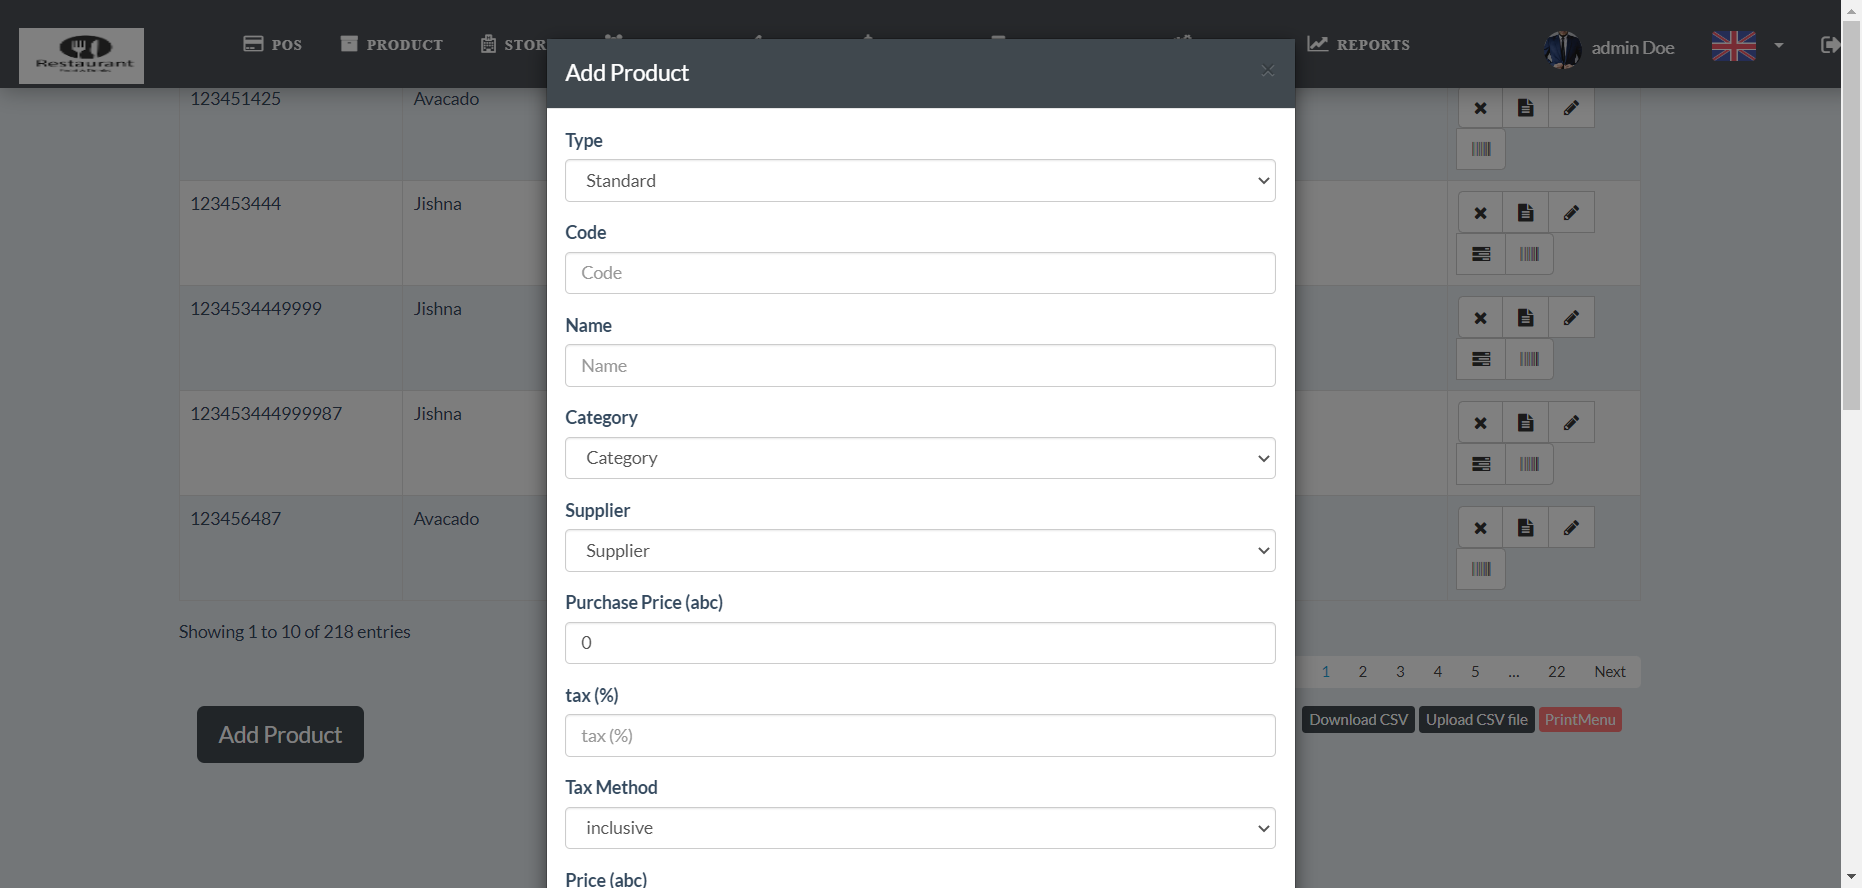 Restaurant
POS
PRODUCT
STOR
REPORTS
admin Doe
Add Product
×
123451425 Avacado
123453444 Jishna
1234534449999 Jishna
123453444999987 Jishna
123456487 Avacado
Type
Standard
Code
Code
Name
Name
Category
Category
Supplier
Supplier
Purchase Price (abc)
0
tax (%)
tax (%)
Tax Method
inclusive
Price (abc)
Showing 1 to 10 of 218 entries
1 2 3 4 5 ... 22 Next
Add Product
Download CSV Upload CSV file PrintMenu